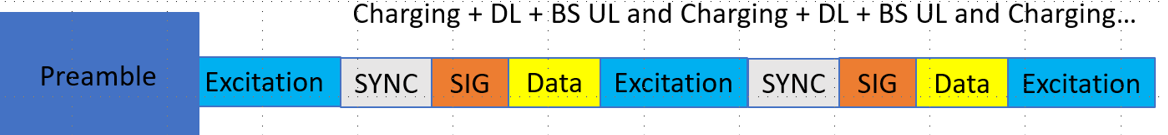 Charging + DL + BS UL and Charging + DL + BS UL and Charging...
Preamble Excitation SYNC SIG Data Excitation SYNC SIG Data Excitation